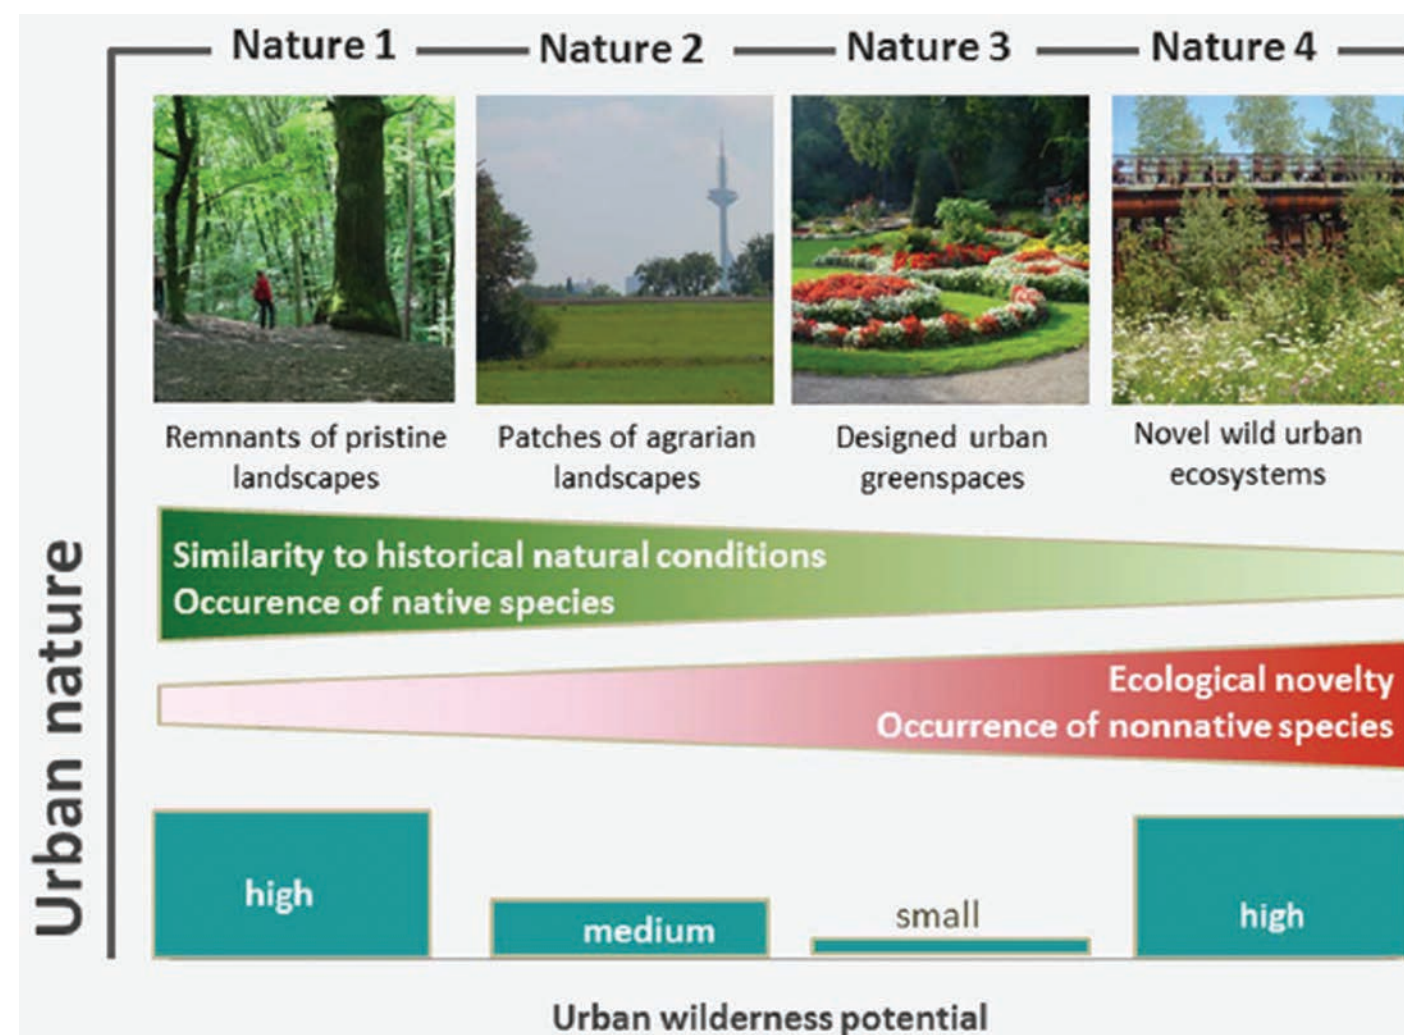 Nature 1
Nature 2
Nature 3
Nature 4
Remnants of pristine
landscapes
Patches of agrarian
landscapes
Designed urban
greenspaces
Novel wild urban
ecosystems
Similarity to historical natural conditions
Occurence of native species
Ecological novelty
Occurrence of nonnative species
Urban nature
high
medium
small
high
Urban wilderness potential